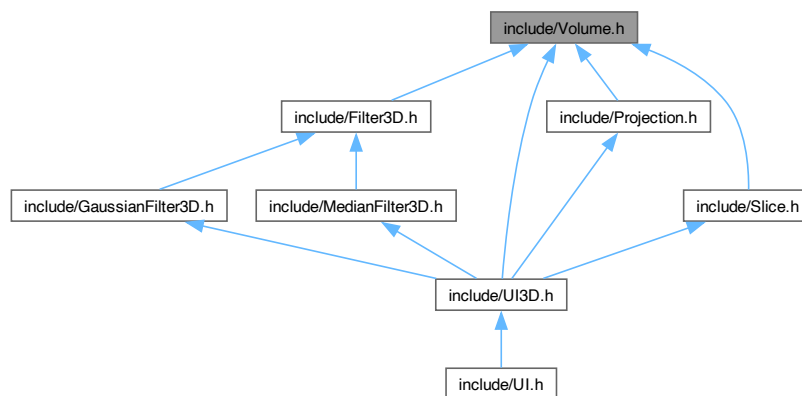 include/Volume.h
include/Filter3D.h
include/Projection.h
include/GaussianFilter3D.h
include/MedianFilter3D.h
include/Slice.h
include/UI3D.h
include/UI.h